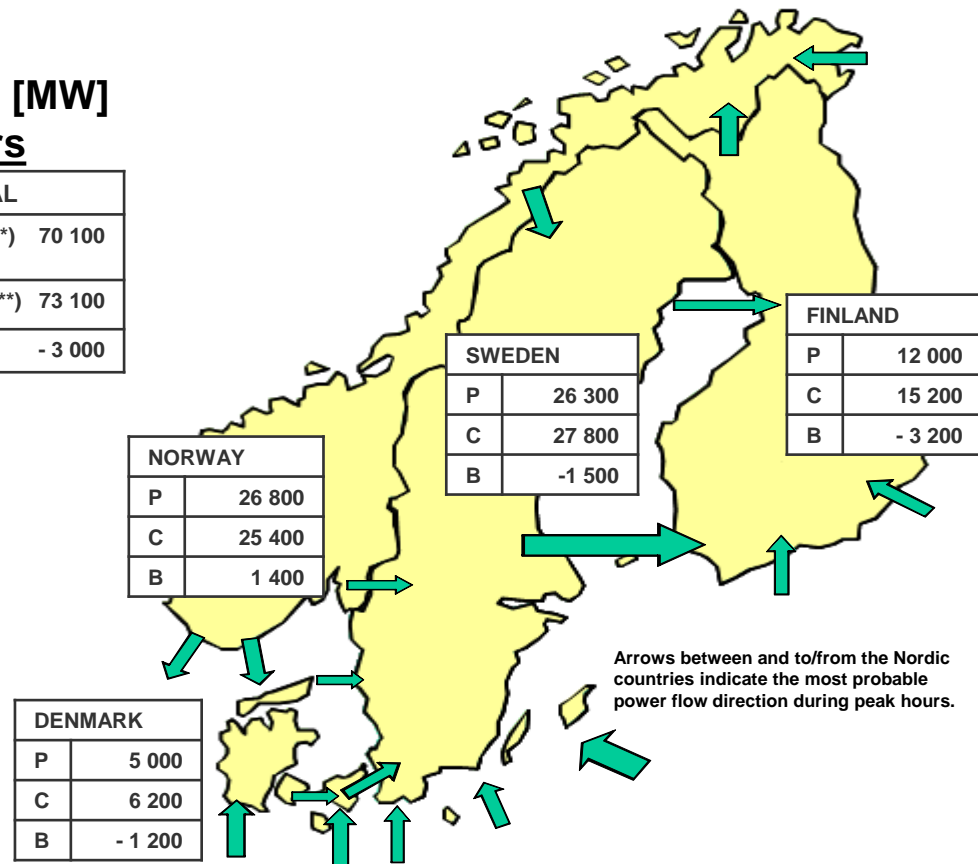 [MW]
rs
AL
*) 70 100
**) 73 100
- 3 000
FINLAND
P 12 000
C 15 200
B - 3 200
SWEDEN
P 26 300
C 27 800
B -1 500
NORWAY
P 26 800
C 25 400
B 1 400
Arrows between and to/from the Nordic
countries indicate the most probable
power flow direction during peak hours.
DENMARK
P 5 000
C 6 200
B - 1 200